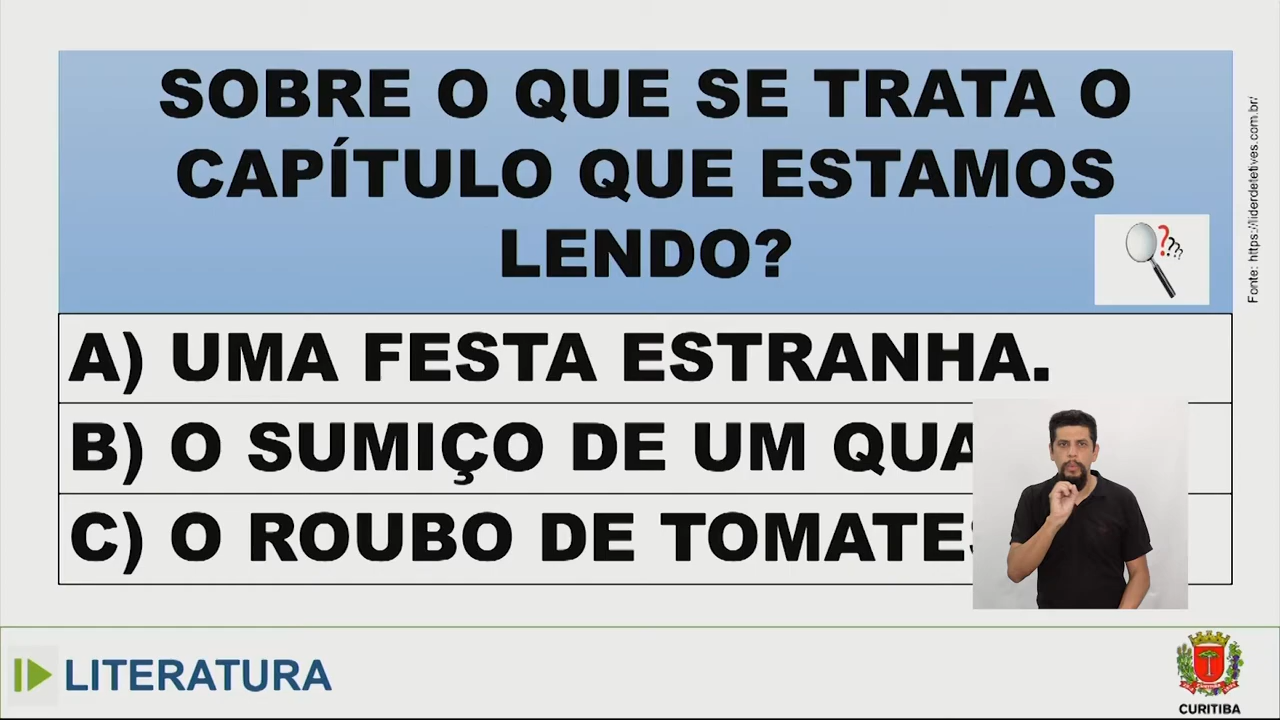 SOBRE O QUE SE TRATA O
CAPÍTULO QUE ESTAMOS
LENDO?
Fonte: https://liderdetetives.com.br/
A) UMA FESTA ESTRANHA.
B) O SUMIÇO DE UM
C) O ROUBO DE TOMATES
LITERATURA
CURITIBA